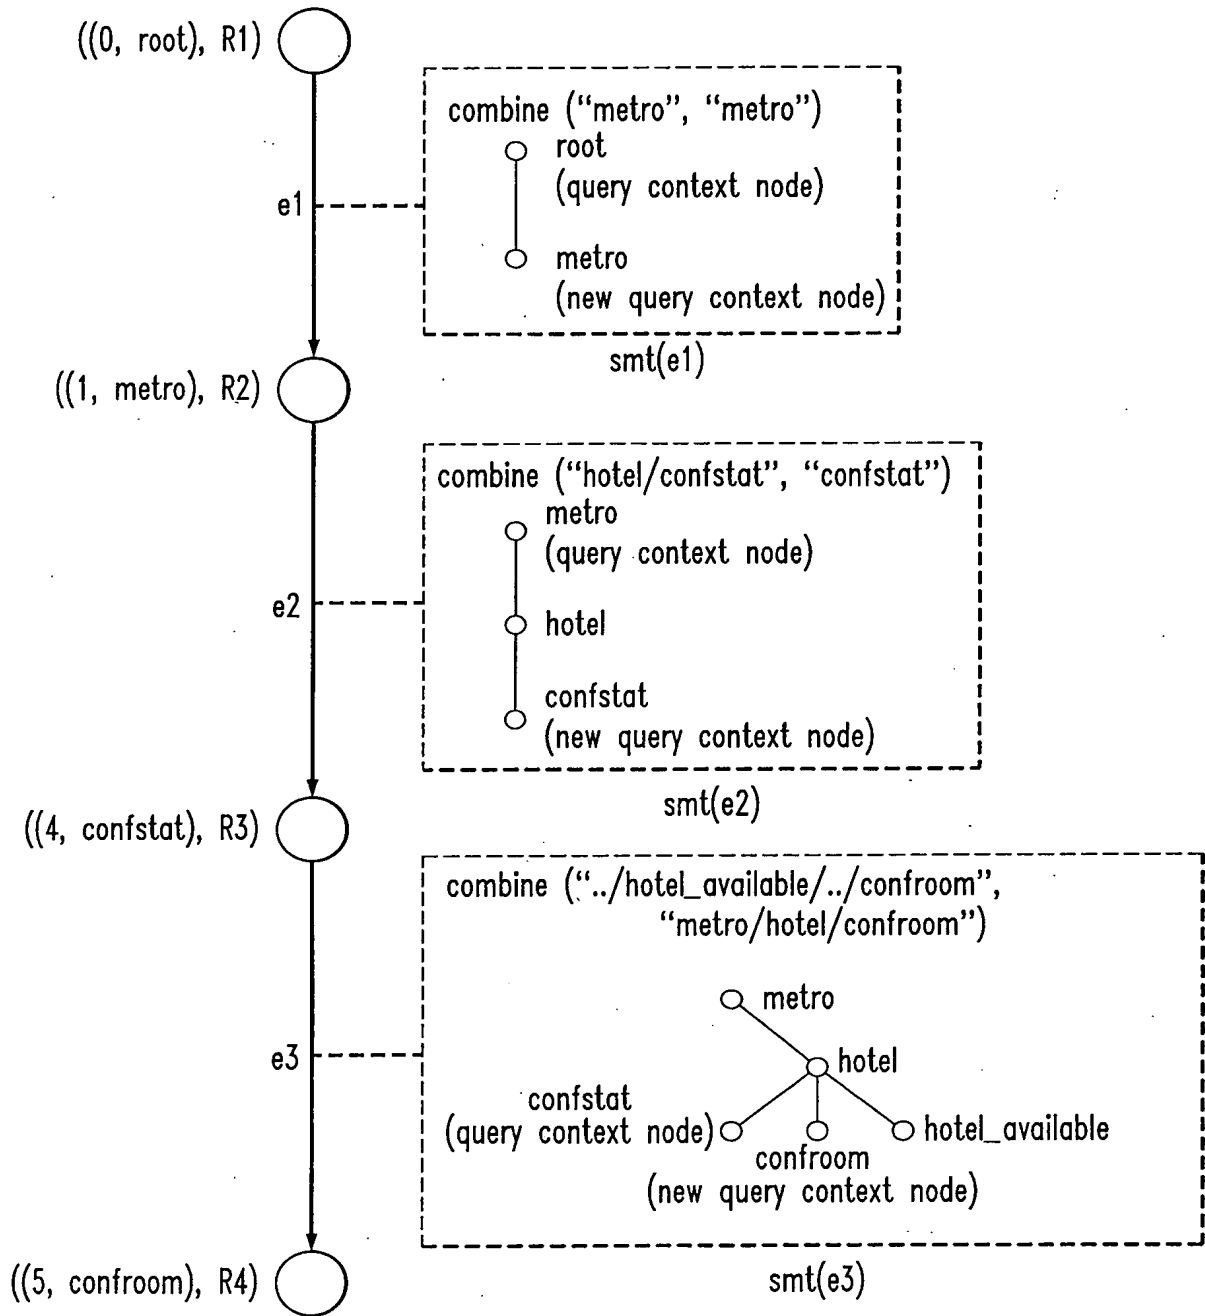 ((0, root), R1)
combine (“metro”, “metro”)
root
(query context node)
e1
metro
(new query context node)
smt(e1)
((1, metro), R2)
combine (“hotel/confstat”, “confstat”)
metro
(query context node)
e2
hotel
confstat
(new query context node)
smt(e2)
((4, confstat), R3)
combine (“../hotel_available/../confroom”,
“metro/hotel/confroom”)
metro
e3
hotel
confstat
(query context node)
hotel_available
confroom
(new query context node)
smt(e3)
((5, confroom), R4)